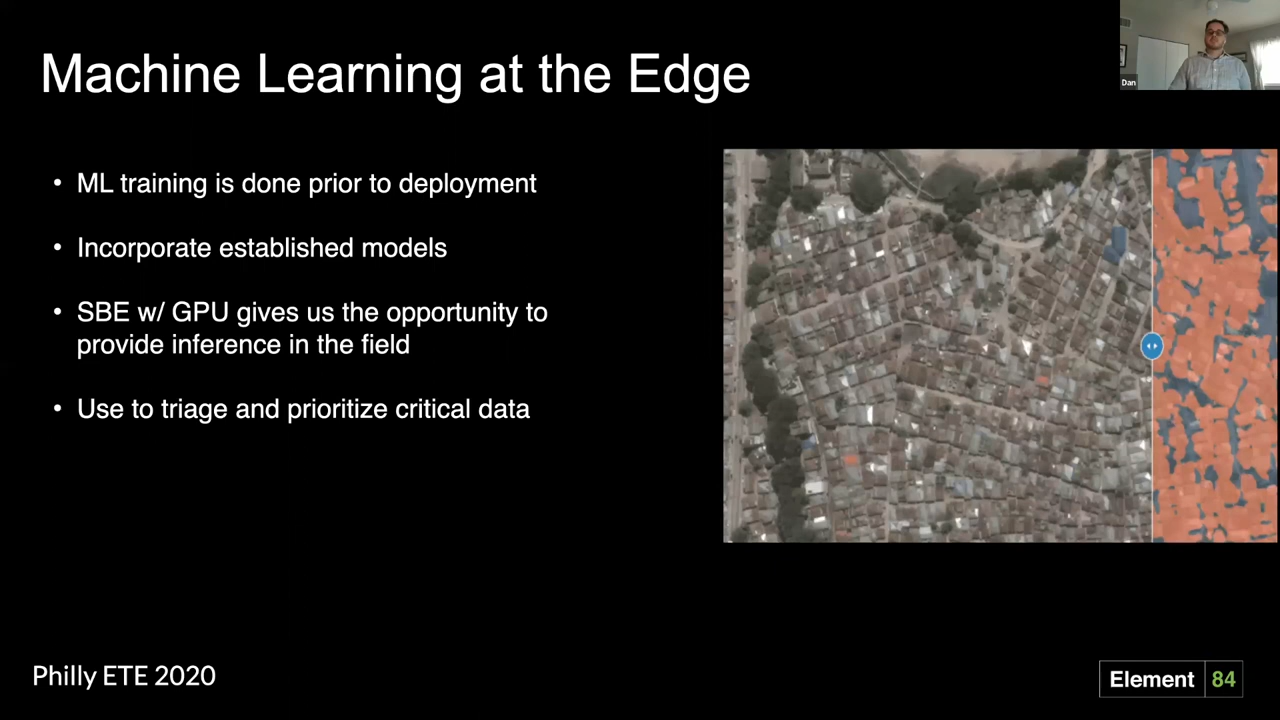 Machine Learning at the Edge
Dan
• ML training is done prior to deployment
• Incorporate established models
• SBE w/ GPU gives us the opportunity to
provide inference in the field
• Use to triage and prioritize critical data
Philly ETE 2020
Element 84